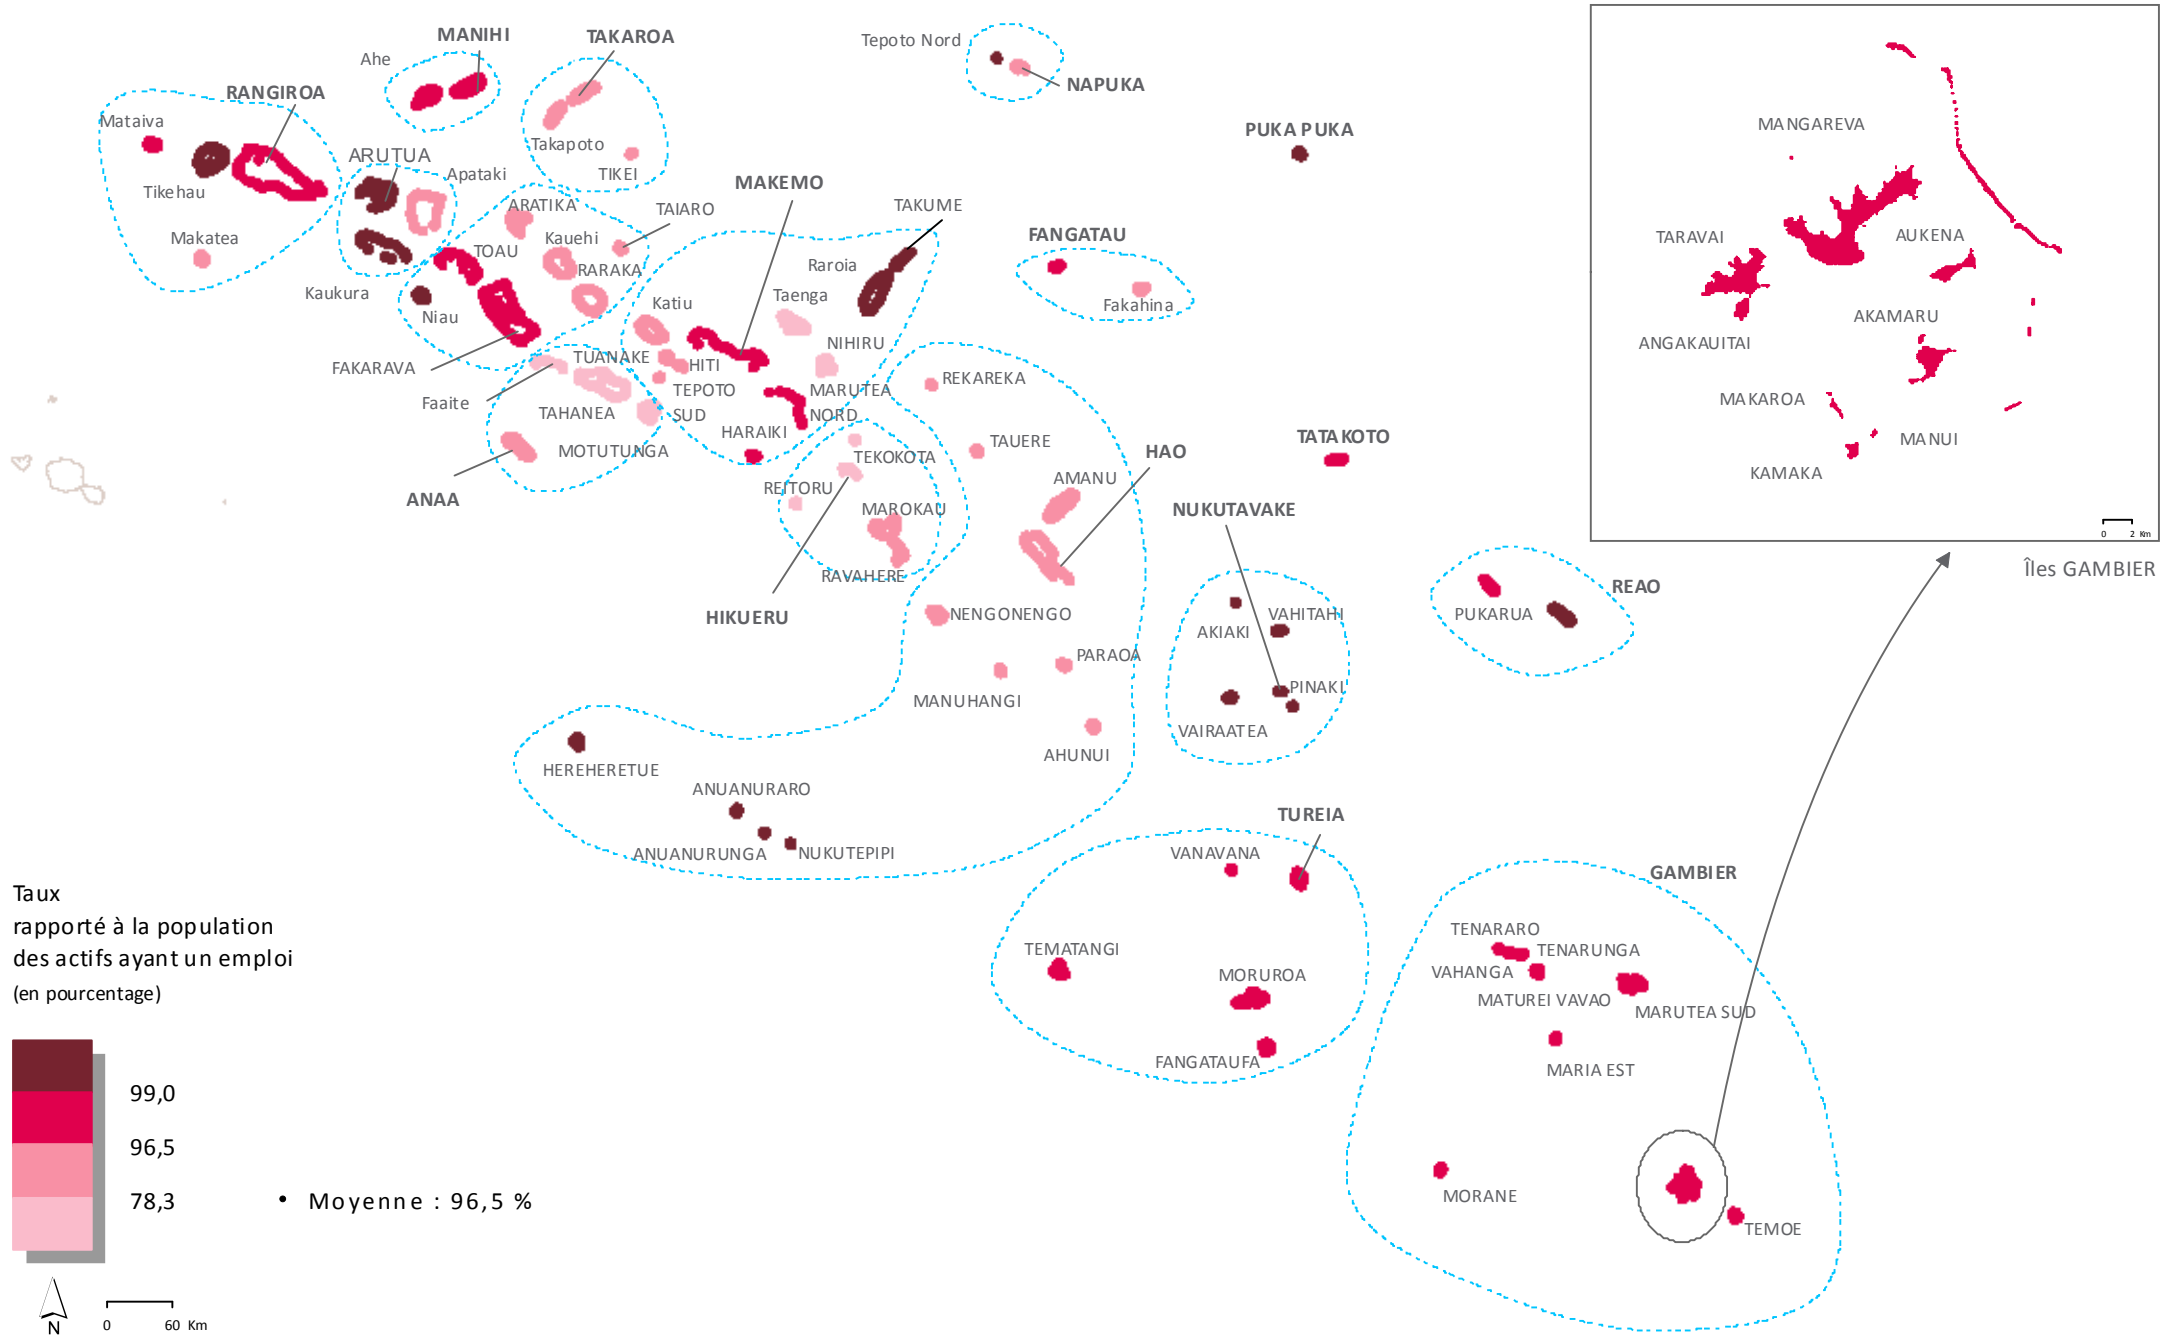 MANIHI
TAKAROA
Tepoto Nord
Ahe
NAPUKA
RANGIROA
Mataiva
PUKA PUKA
MANGAREVA
Takapoto
ARUTUA
Apataki
TIKEI
MAKEMO
Tikehau
ARATIKA
TAIARO
TAKUME
Makatea
Kauehi
FANGATAU
TARAVAI
AUKENA
TOAU
RARAKA
Raroia
Kaukura
Niau
Katiu
Taenga
Fakahina
AKAMARU
NIHIRU
ANGAKAUITAI
FAKARAVA
TUANAKE
HITI
REKAREKA
Faaite
TEPOTO
SUD
MARUTEA
NORD
MAKAROA
TAHANEA
HARAIKI
TAUERE
TATAKOTO
MANUI
MOTUTUNGA
TEKOKOTA
HAO
KAMAKA
ANAA
REITORU
AMANU
MAROKAU
NUKUTAVAKE
0 2 Km
RAVAHERE
Îles GAMBIER
HIKUERU
NENGONENGO
VAHITAHI
PUKARUA
REAO
AKIAKI
PARAOA
MANUHANGI
PINAKI
VAIRAATEA
AHUNUI
HEREHERETUE
ANUANURARO
TUREIA
ANUANURUNGA
NUKUTEPIPI
VANAVANA
GAMBIER
Taux
rapporté à la population
des actifs ayant un emploi
(en pourcentage)
TEMATANGI
TENARARO
TENARUNGA
MORUROA
VAHANGA
MATUREI VAVAO
MARUTEA SUD
FANGATAUFA
MARIA EST
99,0
96,5
78,3
• Moyenne : 96,5 %
MORANE
TEMOE
N
0 60 Km